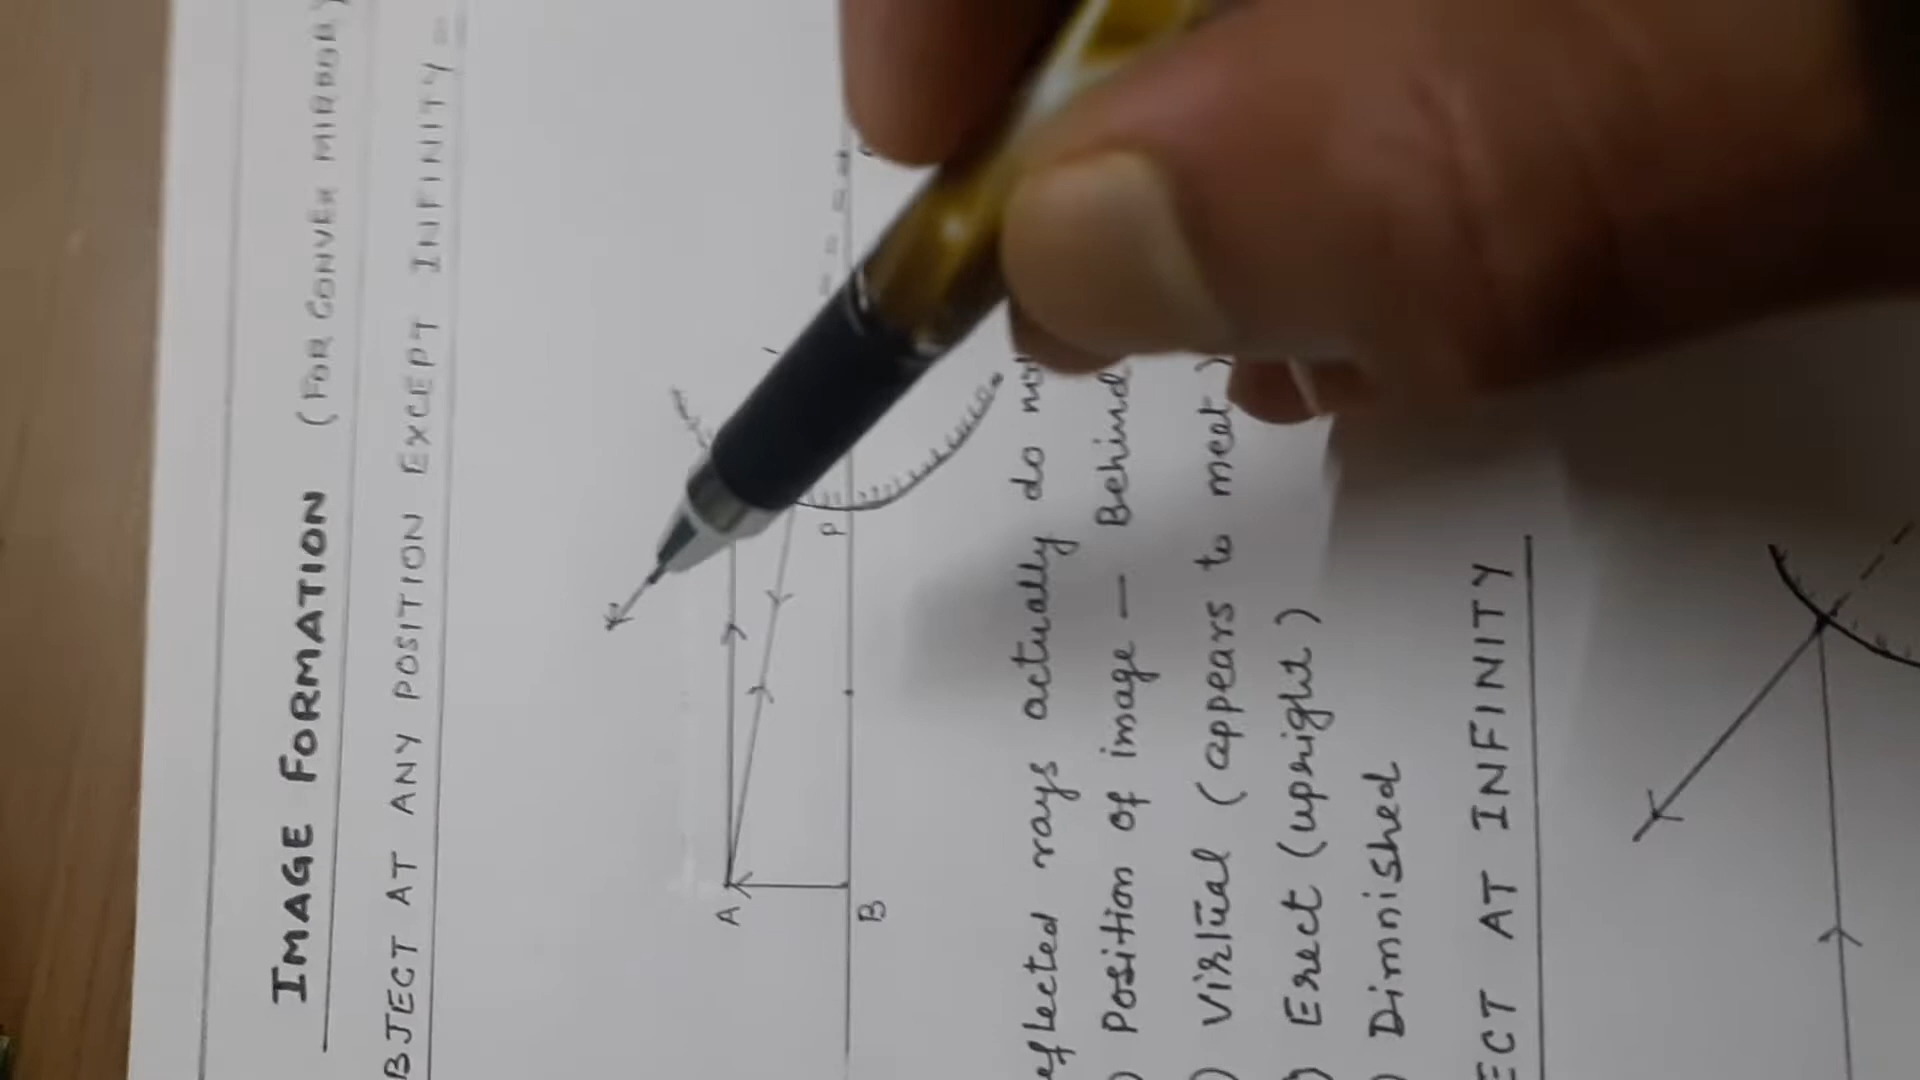 IMAGE FORMATION (FOR CONVEX MIRROR)
BJECT AT ANY POSITION EXCEPT INFINITY -
A
P
B
eflected rays actually do
) Position of image - Behind
) Virtual (appears to meet)
) Erect (upright)
) Diminished
ECT AT INFINITY